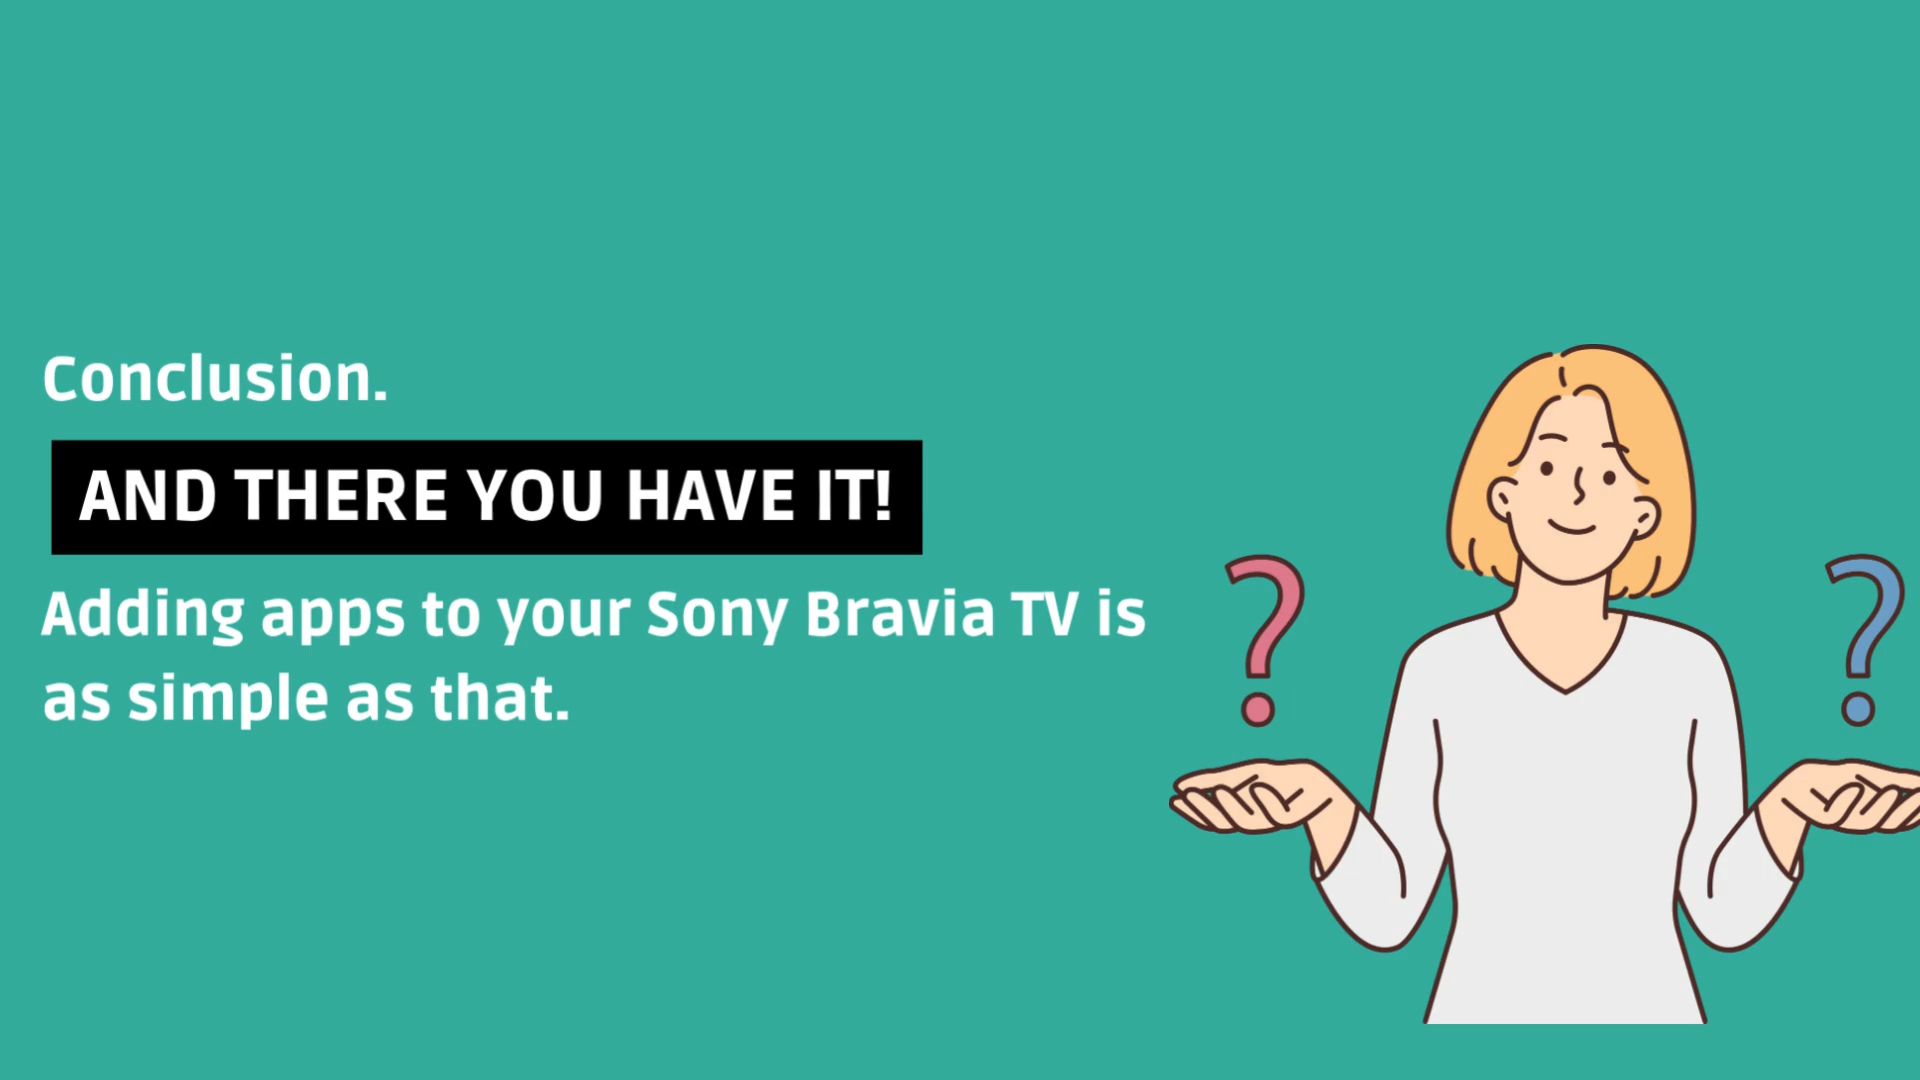 Conclusion.
AND THERE YOU HAVE IT!
Adding apps to your Sony Bravia TV is
as simple as that.
? ?